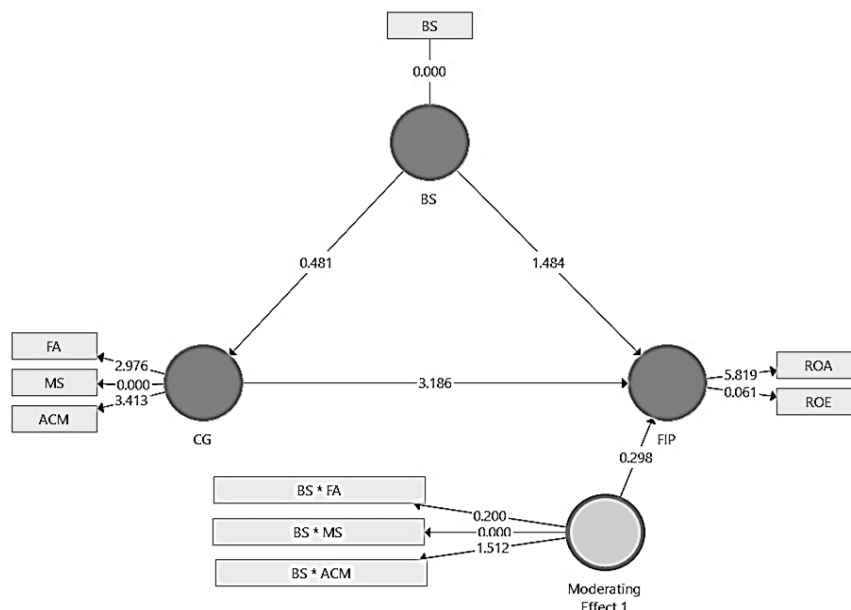 BS
0.000
BS
0.481
1.484
FA
MS
ACM
2.976
0.000
3.413
CG
3.186
5.819
0.061
ROA
ROE
FIP
0.298
BS * FA
BS * MS
BS * ACM
0.200
0.000
1.512
Moderating
Effect 1